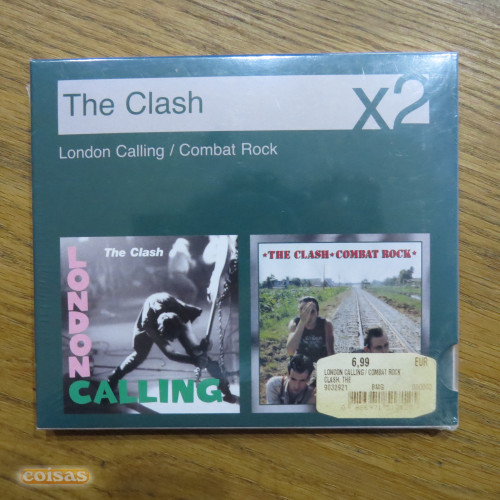 The Clash
x2
London Calling / Combat Rock
LONDON
The Clash
CALLING
★THE CLASH★COMBAT ROCK★
6,99 EUR
LONDON CALLING/ COMBAT ROCK
CLASH, THE
BMG
coisas